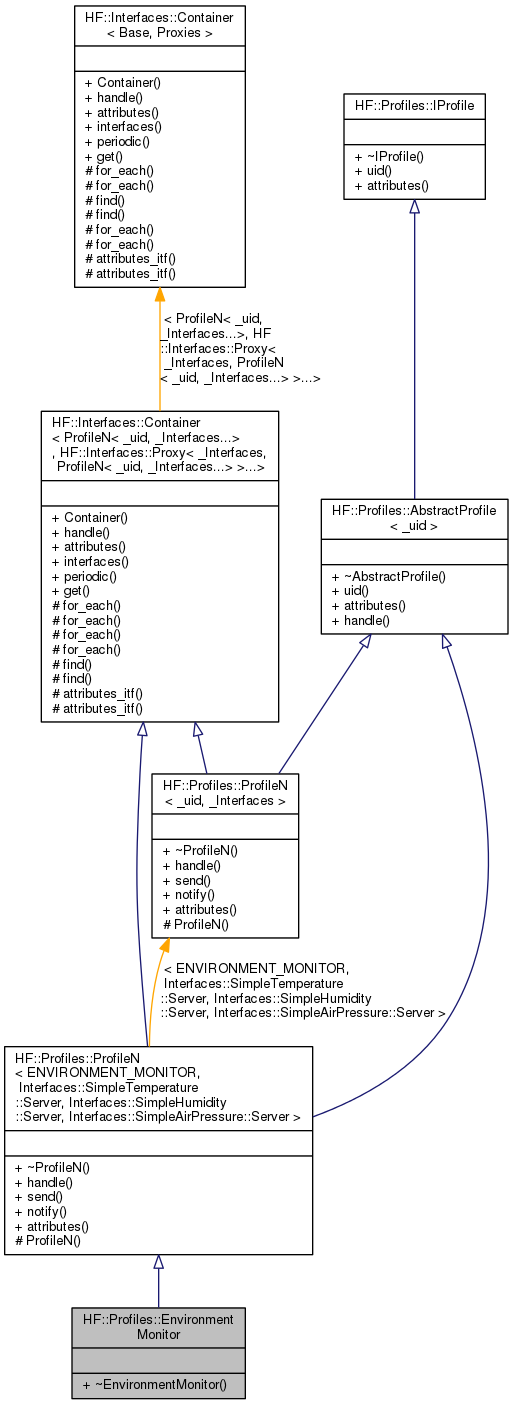 HF::Interfaces::Container
< Base, Proxies >
+ Container()
+ handle()
+ attributes()
+ interfaces()
+ periodic()
+ get()
# for_each()
# for_each()
# find()
# find()
# for_each()
# for_each()
# attributes_itf()
# attributes_itf()
HF::Profiles::IProfile
+ ~IProfile()
+ uid()
+ attributes()
< ProfileN< _uid,
_Interfaces...>, HF
::Interfaces::Proxy<
_Interfaces, ProfileN
< _uid, _Interfaces...> >...>
HF::Interfaces::Container
< ProfileN< _uid, _Interfaces...>
, HF::Interfaces::Proxy< _Interfaces,
ProfileN< _uid, _Interfaces...> >...>
+ Container()
+ handle()
+ attributes()
+ interfaces()
+ periodic()
+ get()
# for_each()
# for_each()
# for_each()
# for_each()
# find()
# find()
# attributes_itf()
# attributes_itf()
HF::Profiles::AbstractProfile
< _uid >
+ ~AbstractProfile()
+ uid()
+ attributes()
+ handle()
HF::Profiles::ProfileN
< _uid, _Interfaces >
+ ~ProfileN()
+ handle()
+ send()
+ notify()
+ attributes()
# ProfileN()
< ENVIRONMENT_MONITOR,
Interfaces::SimpleTemperature
::Server, Interfaces::SimpleHumidity
::Server, Interfaces::SimpleAirPressure::Server >
HF::Profiles::ProfileN
< ENVIRONMENT_MONITOR,
Interfaces::SimpleTemperature
::Server, Interfaces::SimpleHumidity
::Server, Interfaces::SimpleAirPressure::Server >
+ ~ProfileN()
+ handle()
+ send()
+ notify()
+ attributes()
# ProfileN()
HF::Profiles::Environment
Monitor
+ ~EnvironmentMonitor()